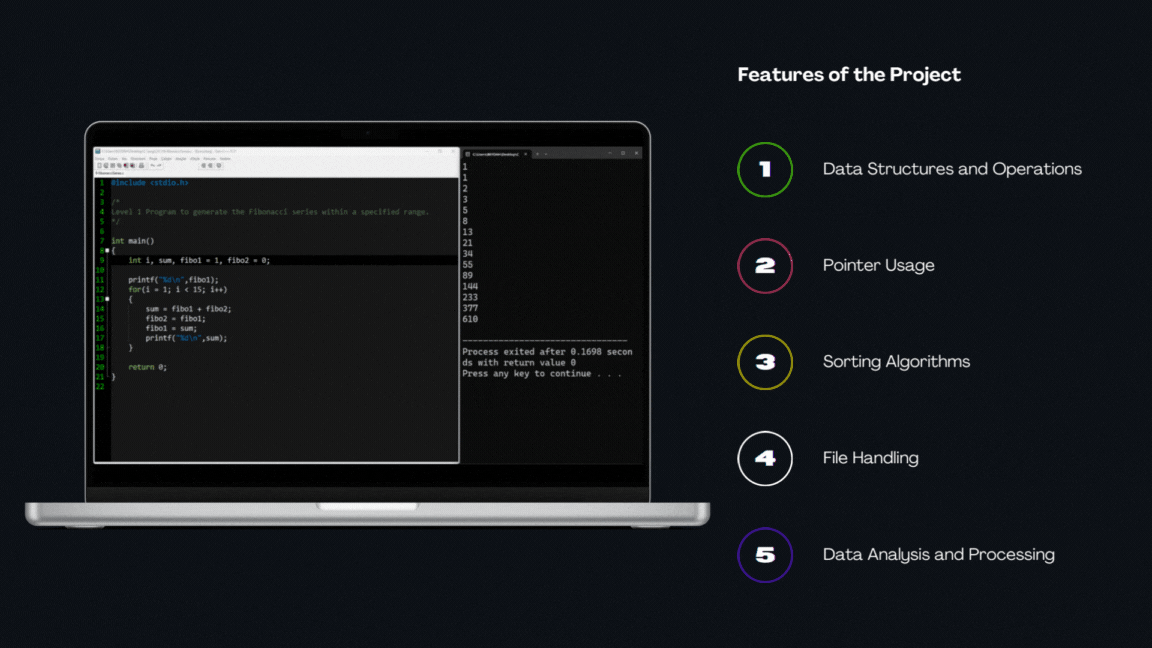 Features of the Project
1
Data Structures and Operations
2
Pointer Usage
3
Sorting Algorithms
4
File Handling
5
Data Analysis and Processing
1 #include <stdio.h>
2
3 /*
4 Level 1 Program to generate the Fibonacci series within a specified range.
5 */
6
7 int main()
8 {
9 int i, sum, fibo1 = 1, fibo2 = 0;
10
11 printf("%d\n",fibo1);
12 for(i = 1; i < 15; i++)
13 {
14 sum = fibo1 + fibo2;
15 fibo2 = fibo1;
16 fibo1 = sum;
17 printf("%d\n",sum);
18 }
19
20 return 0;
21 }
22
1
1
2
3
5
8
13
21
34
55
89
144
233
377
610
--------------------------------
Process exited after 0.1698 secon
ds with return value 0
Press any key to continue . . .